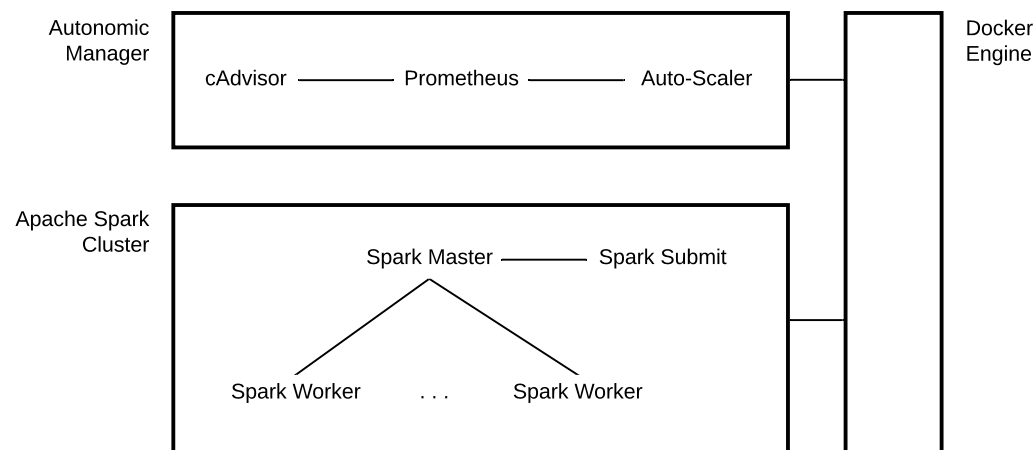 Autonomic
Manager
cAdvisor Prometheus Auto-Scaler
Docker
Engine
Apache Spark
Cluster
Spark Master Spark Submit
Spark Worker . . . Spark Worker